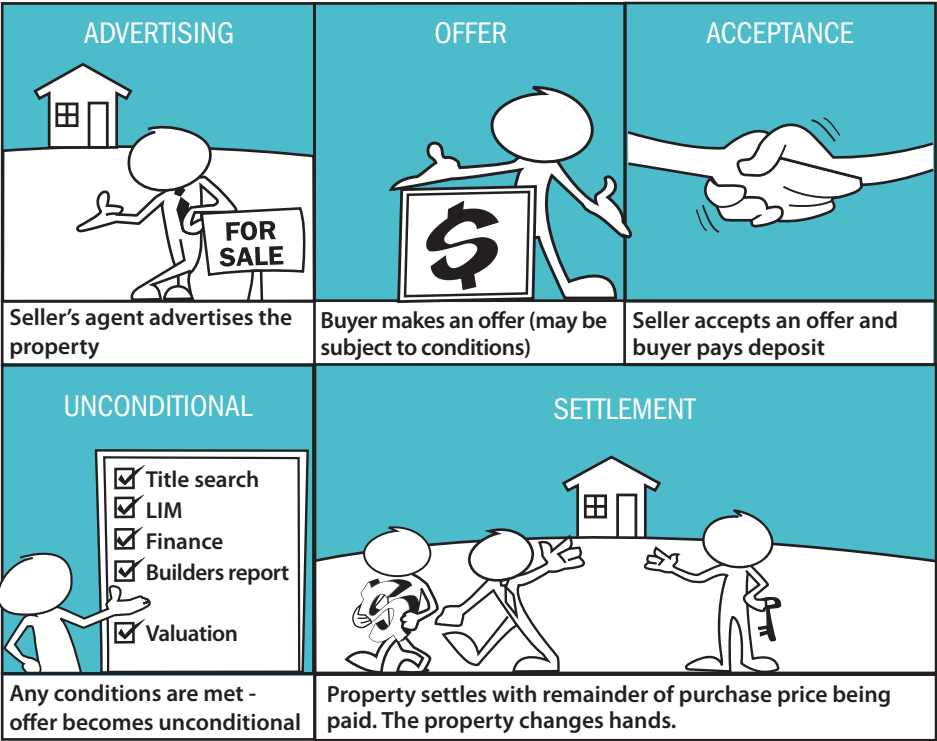 ADVERTISING
FOR
SALE
Seller’s agent advertises the
property
OFFER
$
Buyer makes an offer (may be
subject to conditions)
ACCEPTANCE
Seller accepts an offer and
buyer pays deposit
UNCONDITIONAL
Title search
LIM
Finance
Builders report
Valuation
Any conditions are met -
offer becomes unconditional
SETTLEMENT
$
Property settles with remainder of purchase price being
paid. The property changes hands.